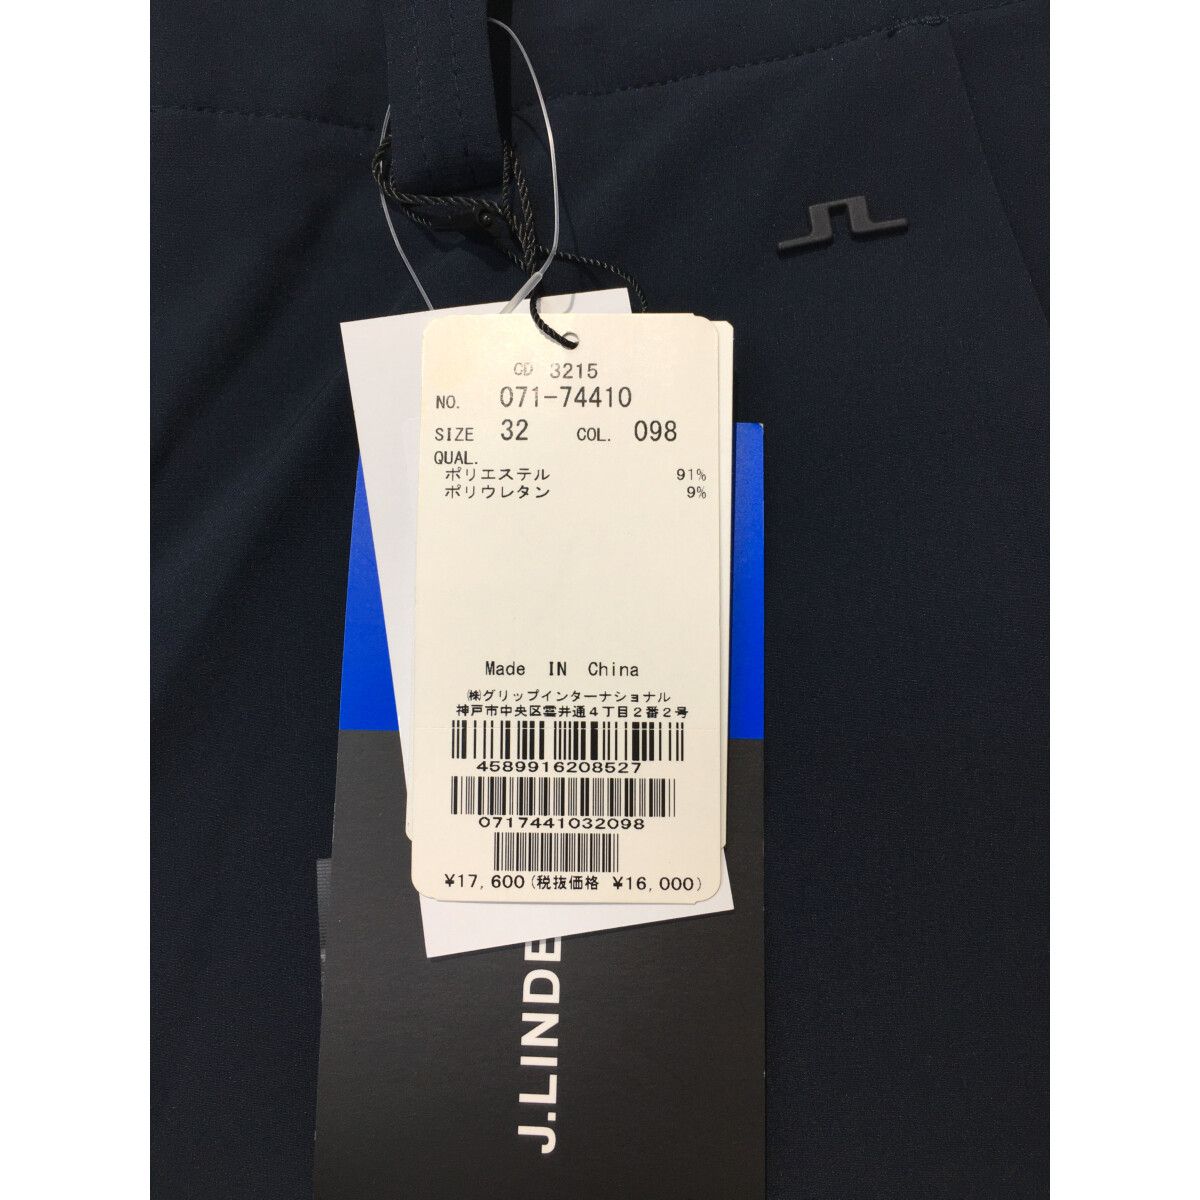 CD 3215
NO. 071-74410
SIZE 32 COL. 098
QUAL.
ポリエステル 91%
ポリウレタン 9%
Made IN China
㈱グリップインターナショナル
神戸市中央区雲井通4丁目2番2号
4589916208527
0717441032098
¥17,600(税抜価格 ¥16,000)
J.LINDE